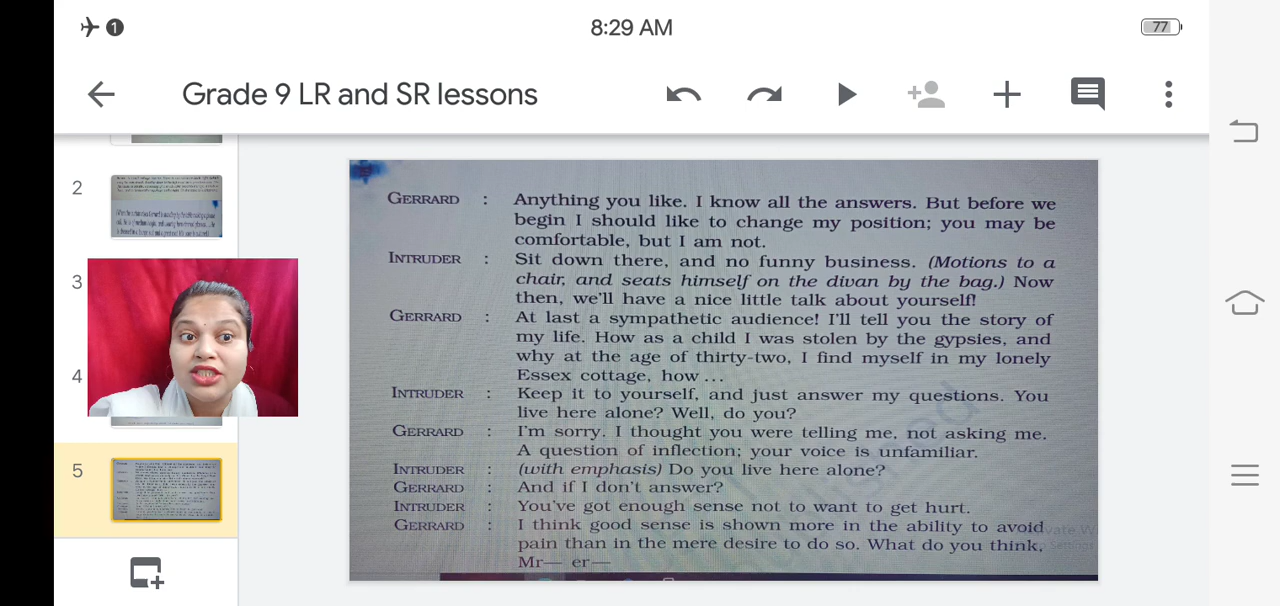 1
8:29 AM
77
Grade 9 LR and SR lessons
2
3
4
5
GERRARD : Anything you like. I know all the answers. But before we
begin I should like to change my position; you may be
comfortable, but I am not.
INTRUDER : Sit down there, and no funny business. (Motions to a
chair, and seats himself on the divan by the bag.) Now
then, we'll have a nice little talk about yourself!
GERRARD : At last a sympathetic audience! I'll tell you the story of
my life. How as a child I was stolen by the gypsies, and
why at the age of thirty-two, I find myself in my lonely
Essex cottage, how ...
INTRUDER : Keep it to yourself, and just answer my questions. You
live here alone? Well, do you?
GERRARD : I'm sorry. I thought you were telling me, not asking me.
A question of inflection; your voice is unfamiliar.
INTRUDER : (with emphasis) Do you live here alone?
GERRARD : And if I don't answer?
INTRUDER : You've got enough sense not to want to get hurt.
GERRARD : I think good sense is shown more in the ability to avoid
pain than in the mere desire to do so. What do you think,
Mr— er—